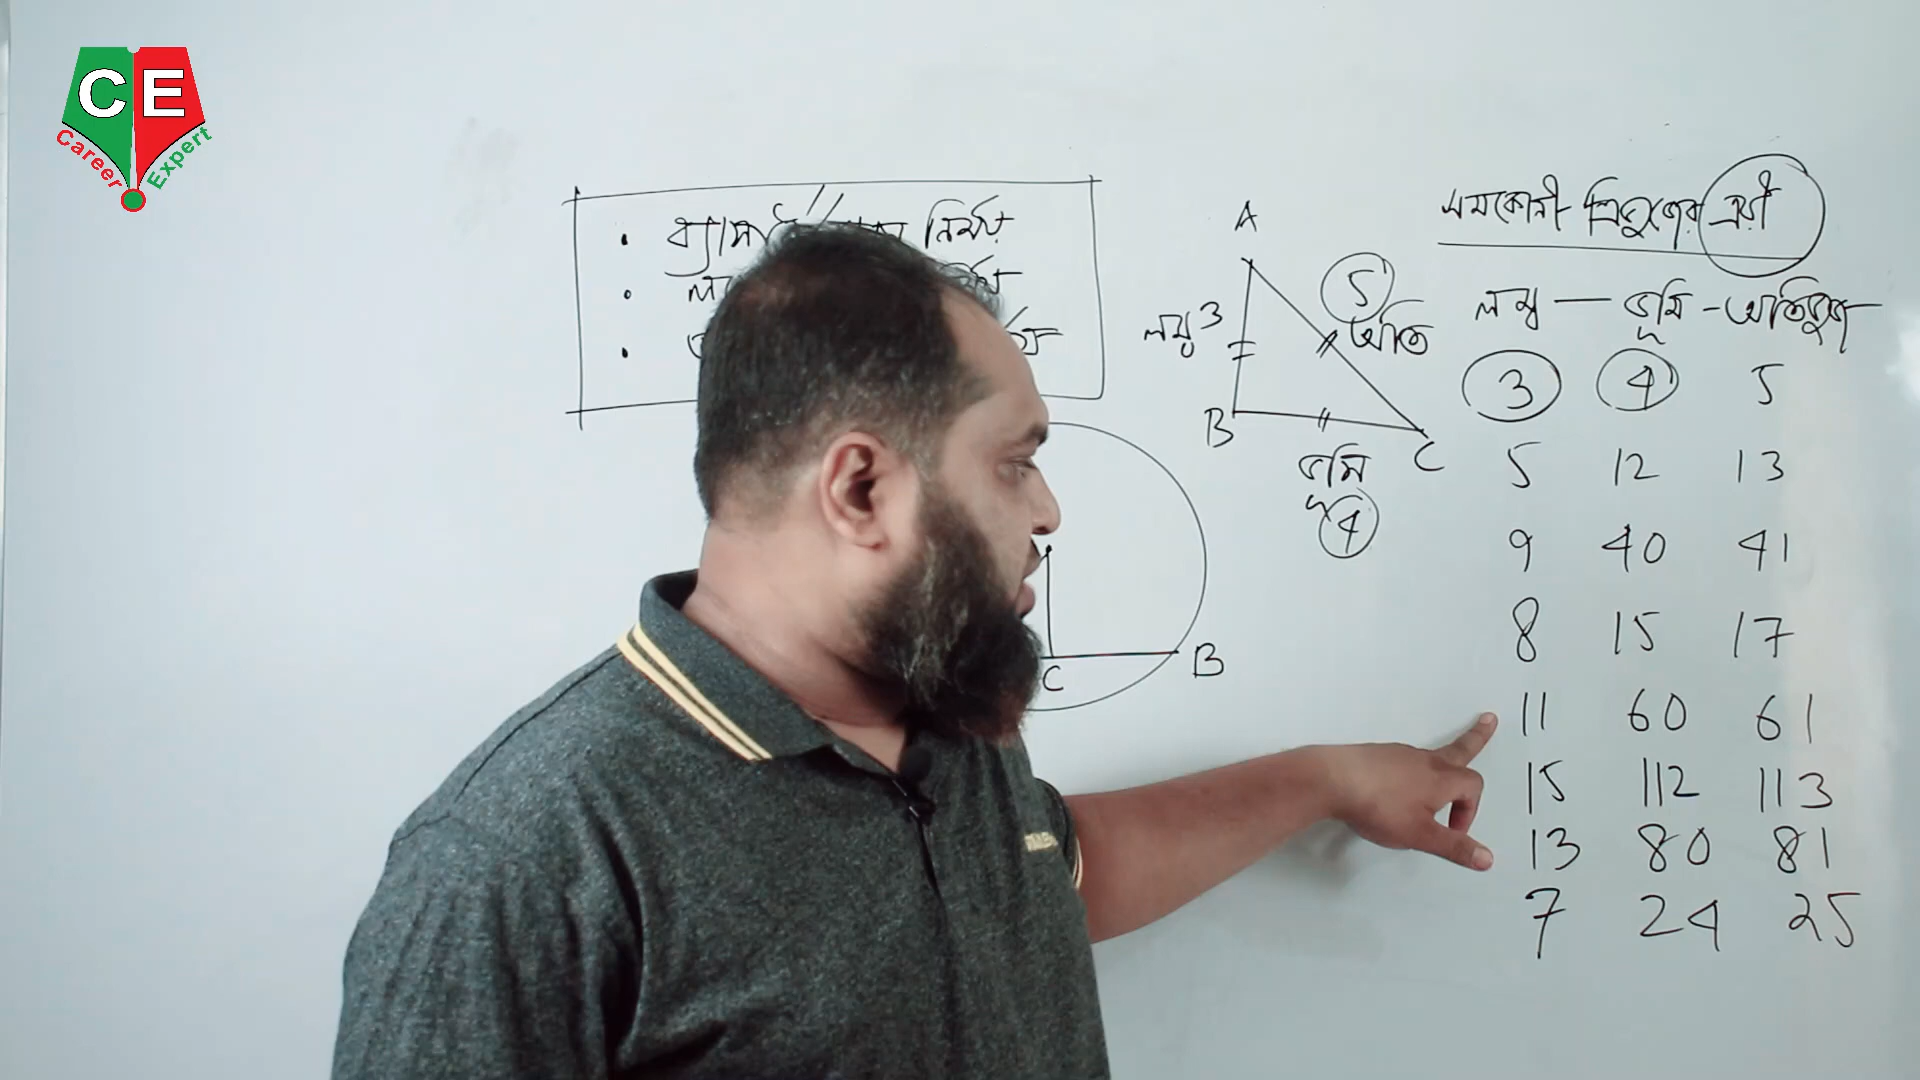 CE
Career Expert
নির্ণয়
A
3
লম্ব
5
অতি
B
C
ভূমি
4
C
B
সমকোনী ত্রিভুজের ত্রয়ী
লম্ব — ভূমি - অতিভুজ
3 4 5
5 12 13
9 40 41
8 15 17
11 60 61
15 112 113
13 80 81
7 24 25